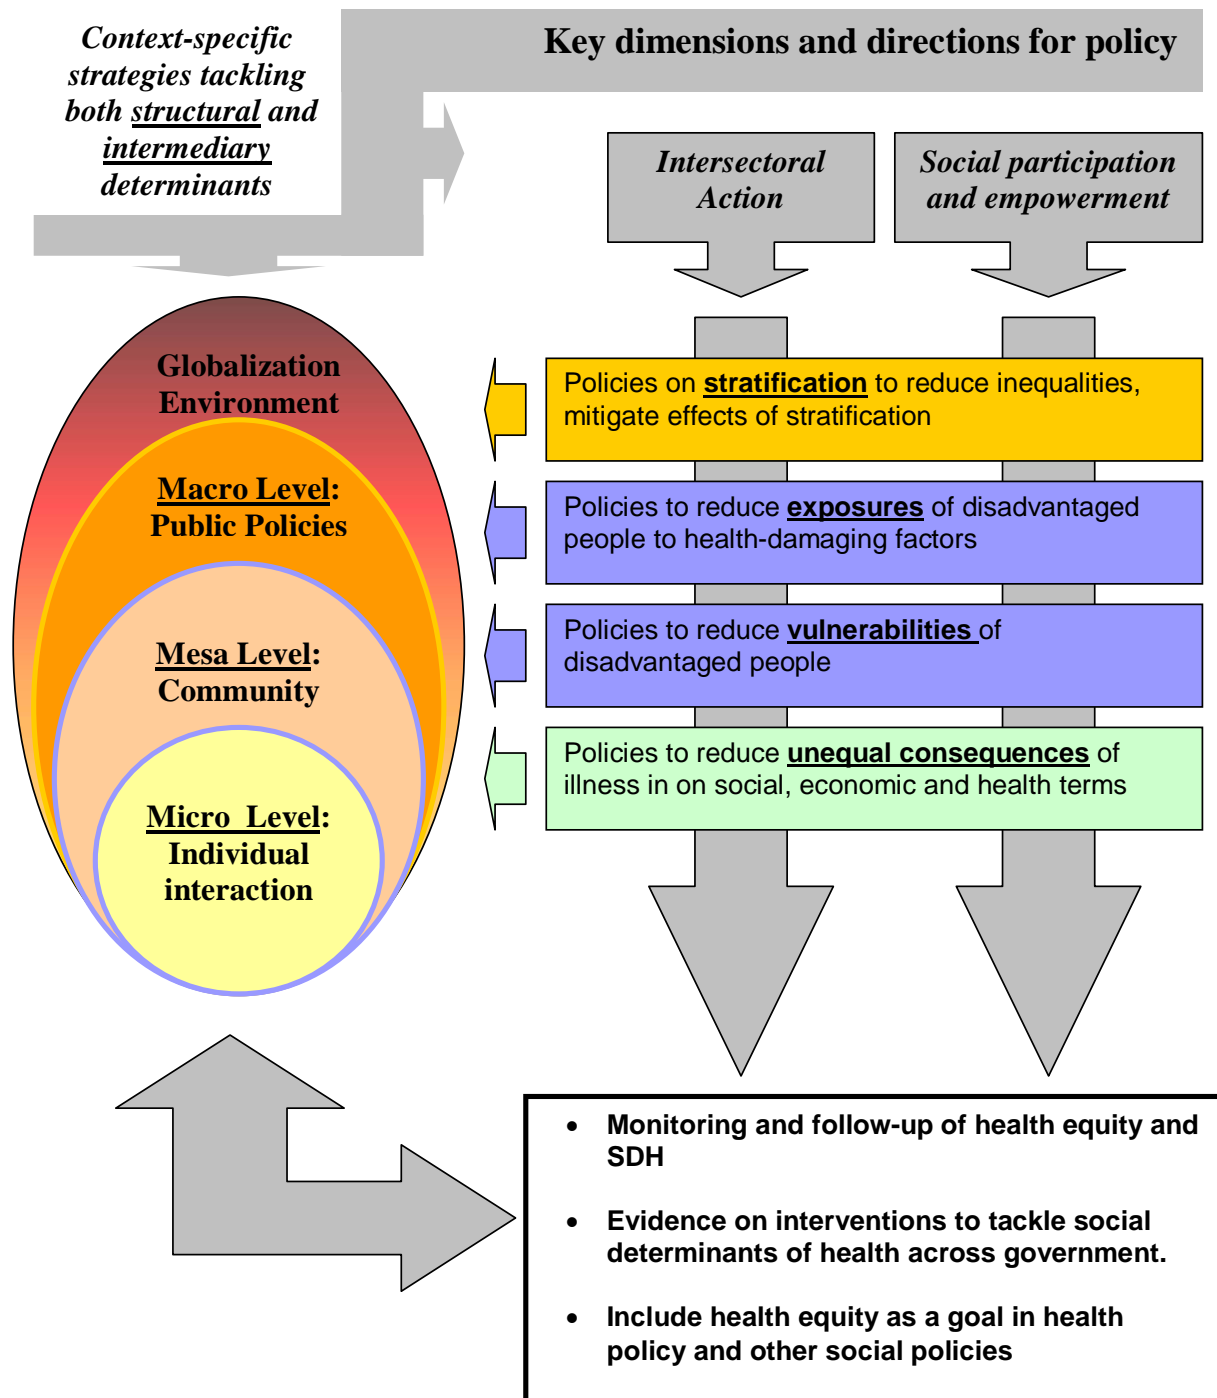 Context-specific
strategies tackling
both structural and
intermediary
determinants
Key dimensions and directions for policy
Intersectoral
Action
Social participation
and empowerment
Globalization
Environment
Macro Level:
Public Policies
Mesa Level:
Community
Micro Level:
Individual
interaction
Policies on stratification to reduce inequalities,
mitigate effects of stratification
Policies to reduce exposures of disadvantaged
people to health-damaging factors
Policies to reduce vulnerabilities of
disadvantaged people
Policies to reduce unequal consequences of
illness in on social, economic and health terms
• Monitoring and follow-up of health equity and
SDH
• Evidence on interventions to tackle social
determinants of health across government.
• Include health equity as a goal in health
policy and other social policies